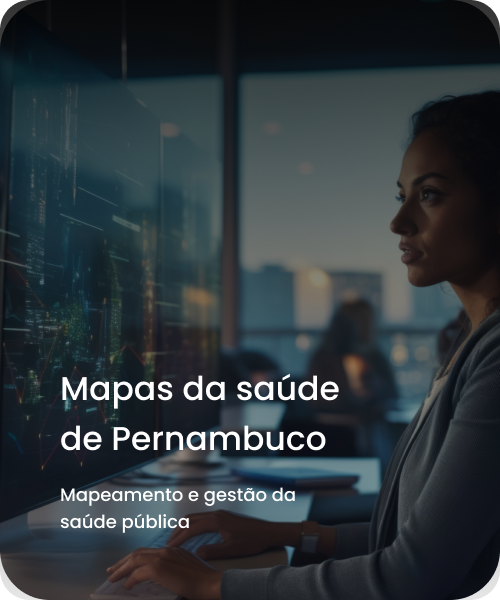 Mapas da saúde
de Pernambuco
Mapeamento e gestão da
saúde pública